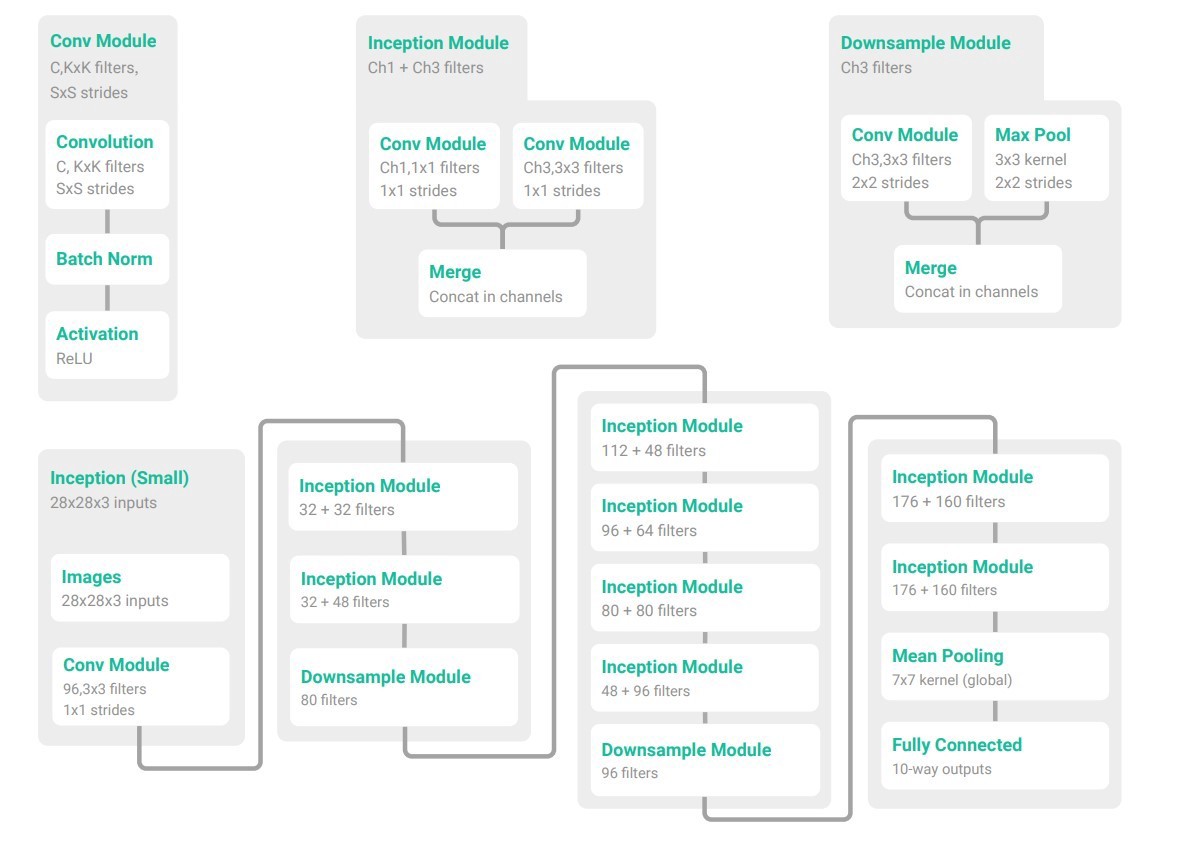 Conv Module
C,KxK filters,
SxS strides
Convolution
C, KxK filters
SxS strides
Batch Norm
Activation
ReLU
Inception Module
Ch1 + Ch3 filters
Conv Module
Ch1,1x1 filters
1x1 strides
Conv Module
Ch3,3x3 filters
1x1 strides
Merge
Concat in channels
Downsample Module
Ch3 filters
Conv Module
Ch3,3x3 filters
2x2 strides
Max Pool
3x3 kernel
2x2 strides
Merge
Concat in channels
Inception (Small)
28x28x3 inputs
Images
28x28x3 inputs
Conv Module
96,3x3 filters
1x1 strides
Inception Module
32 + 32 filters
Inception Module
32 + 48 filters
Downsample Module
80 filters
Inception Module
112 + 48 filters
Inception Module
96 + 64 filters
Inception Module
80 + 80 filters
Inception Module
48 + 96 filters
Downsample Module
96 filters
Inception Module
176 + 160 filters
Inception Module
176 + 160 filters
Mean Pooling
7x7 kernel (global)
Fully Connected
10-way outputs